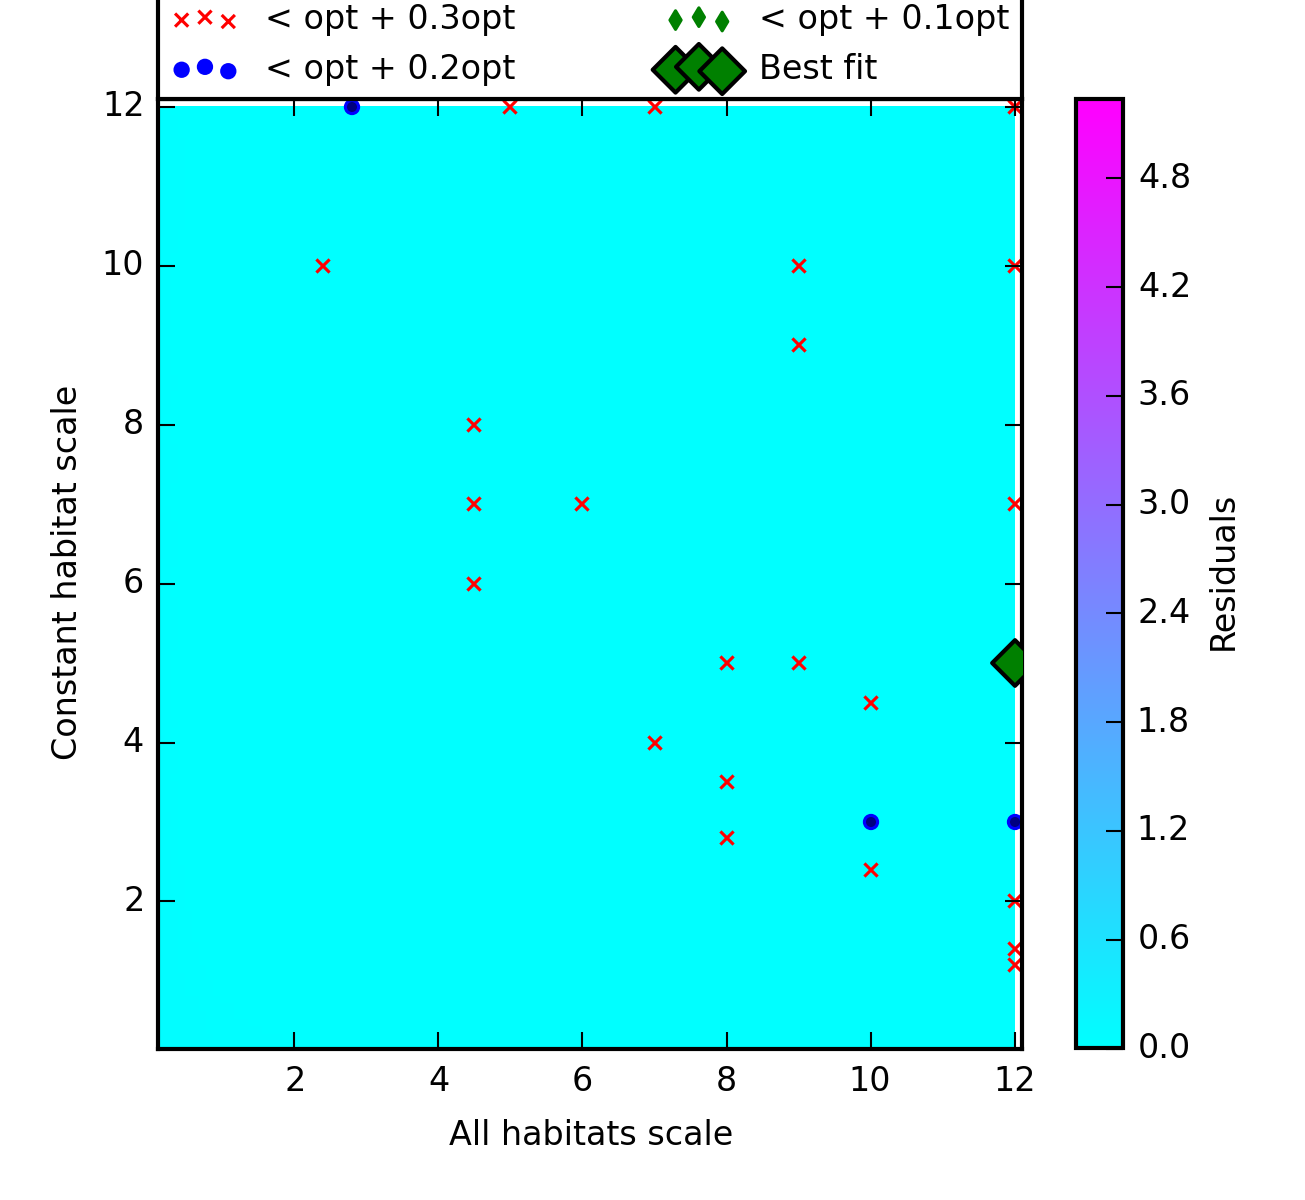 < opt + 0.3opt
< opt + 0.1opt
< opt + 0.2opt
Best fit
12
10
8
6
4
2
Constant habitat scale
2 4 6 8 10 12
All habitats scale
4.8
4.2
3.6
3.0
2.4
1.8
1.2
0.6
0.0
Residuals